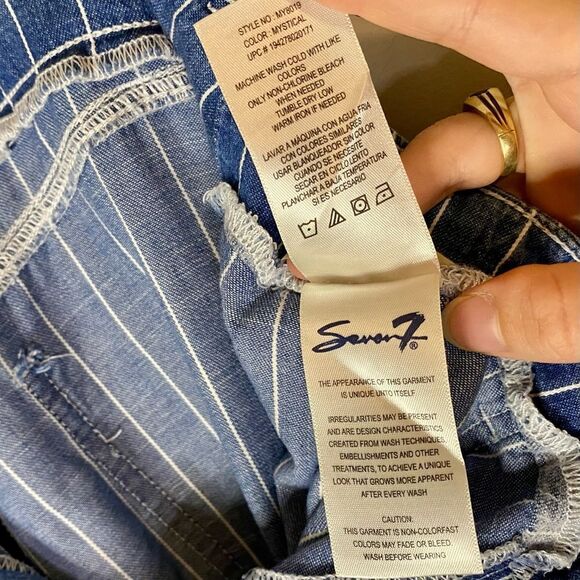 STYLE NO : MY8019
COLOR : MYSTICAL
UPC # 194278020171
MACHINE WASH COLD WITH LIKE
COLORS
ONLY NON-CHLORINE BLEACH
WHEN NEEDED
TUMBLE DRY LOW
WARM IRON IF NEEDED
LAVAR A MÁQUINA CON AGUA FRIA
CON COLORES SIMILARES
USAR BLANQUEADOR SIN COLOR
CUANDO SE NECESITE
SECAR EN CICLO LENTO
PLANCHAR A BAJA TEMPERATURA
SI ES NECESARIO
Seven7®
THE APPEARANCE OF THIS GARMENT
IS UNIQUE UNTO ITSELF
IRREGULARITIES MAY BE PRESENT
AND ARE DESIGN CHARACTERISTICS
CREATED FROM WASH TECHNIQUES,
EMBELLISHMENTS AND OTHER
TREATMENTS, TO ACHIEVE A UNIQUE
LOOK THAT GROWS MORE APPARENT
AFTER EVERY WASH
CAUTION:
THIS GARMENT IS NON-COLORFAST
COLORS MAY FADE OR BLEED
WASH BEFORE WEARING